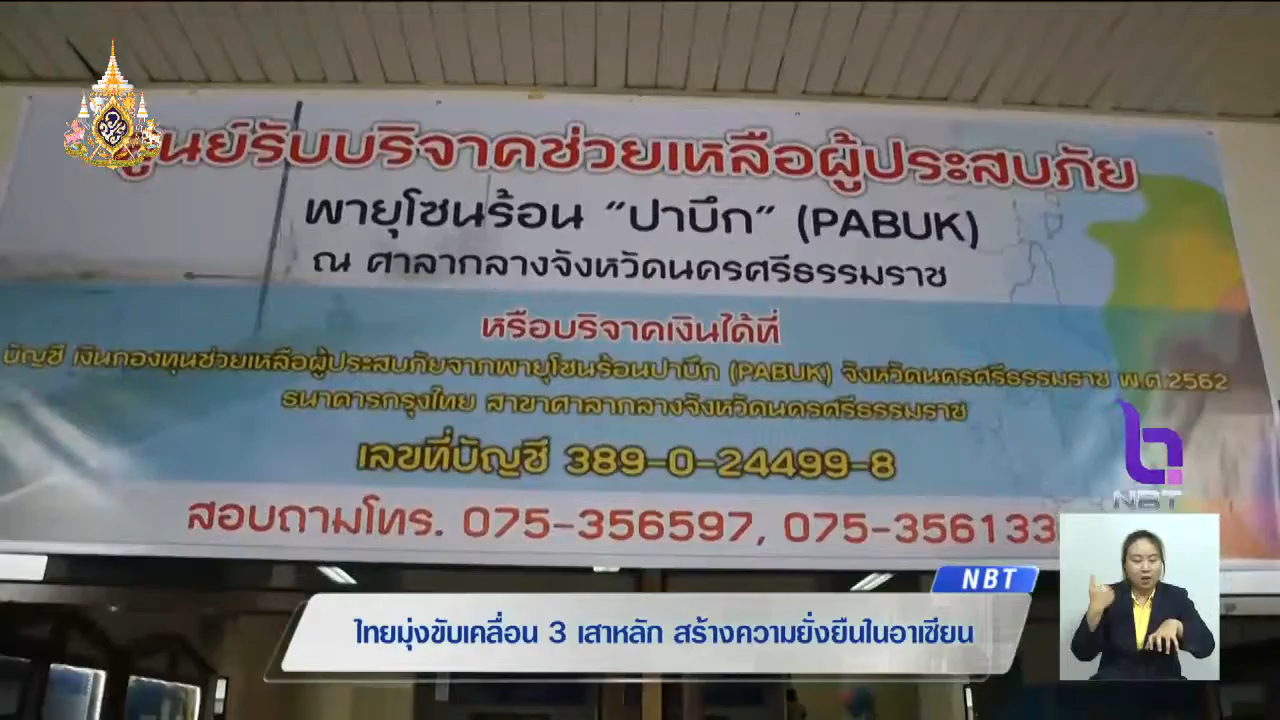 ศูนย์รับบริจาคช่วยเหลือผู้ประสบภัย
พายุโซนร้อน “ปาบึก” (PABUK)
ณ ศาลากลางจังหวัดนครศรีธรรมราช
หรือบริจาคเงินได้ที่
บัญชี เงินกองทุนช่วยเหลือผู้ประสบภัยจากพายุโซนร้อนปาบึก (PABUK) จังหวัดนครศรีธรรมราช พ.ศ.2562
ธนาคารกรุงไทย สาขาศาลากลางจังหวัดนครศรีธรรมราช
เลขที่บัญชี 389-0-24499-8
สอบถามโทร. 075-356597, 075-356133
NBT
NBT
ไทยมุ่งขับเคลื่อน 3 เสาหลัก สร้างความยั่งยืนในอาเซียน